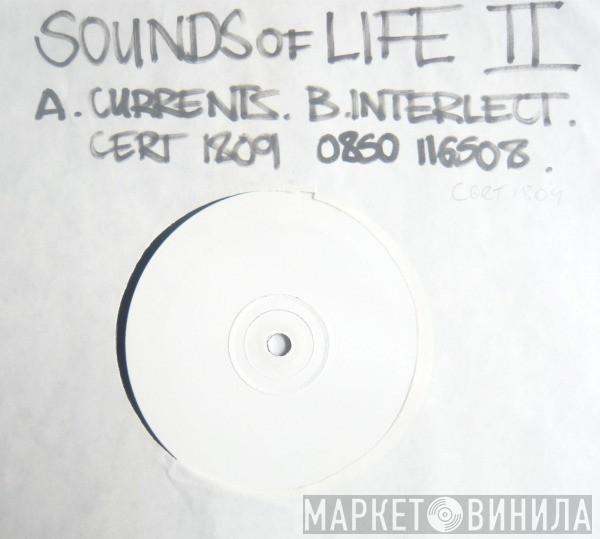 SOUNDS OF LIFE II
A. CURRENTS. B. INTERLECT.
CERT 1809 0850 116508.
CERT 1809
МАРКЕТ ВИНИЛА